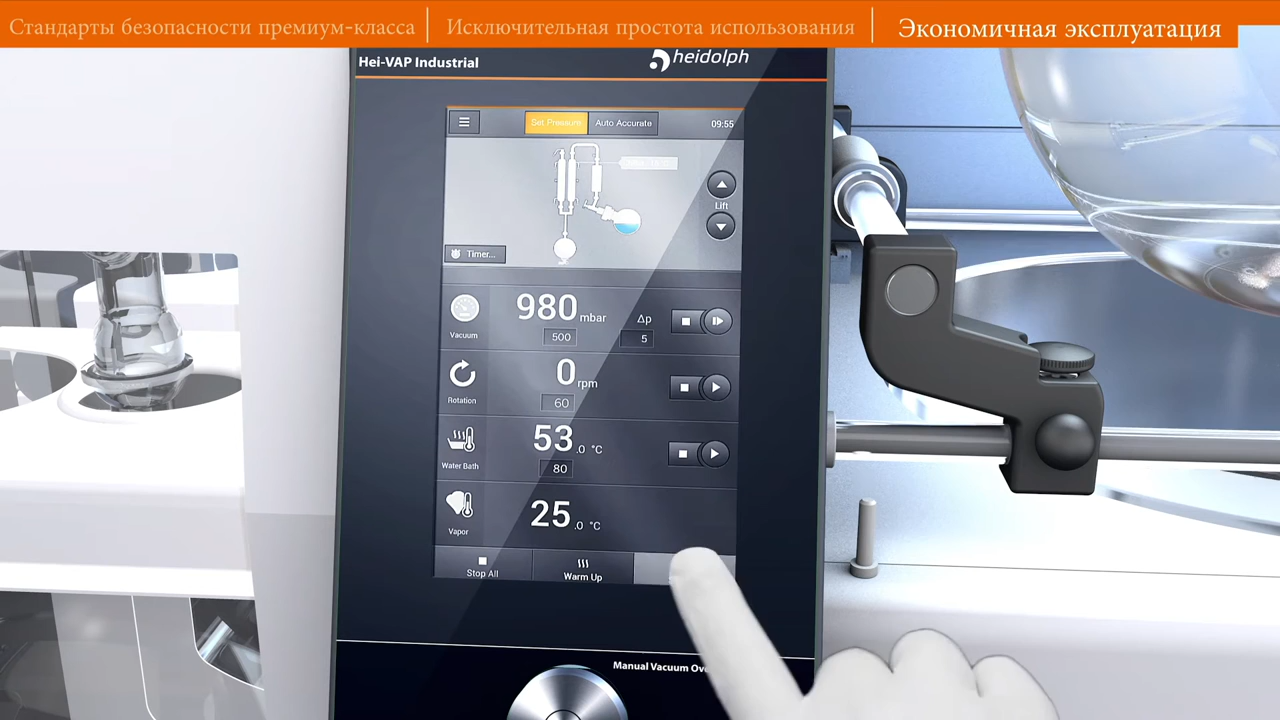 Стандарты безопасности премиум-класса
Исключительная простота использования
Экономичная эксплуатация
Hei-VAP Industrial
heidolph
Set Pressure
Auto Accurate
09:55
Lift
Timer...
980 mbar
Δp
Vacuum
500
5
0 rpm
Rotation
60
53.0 °C
Water Bath
80
25.0 °C
Vapor
Stop All
Warm Up
Manual Vacuum